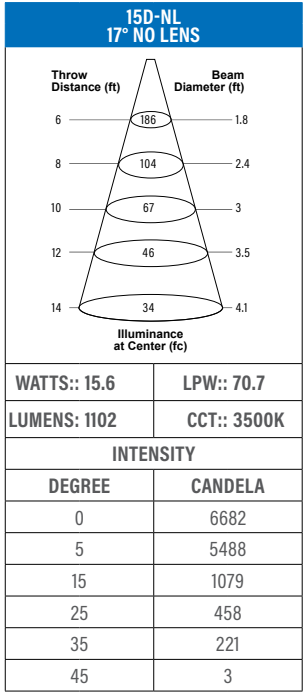 15D-NL
17° NO LENS
Throw Distance (ft)
Beam Diameter (ft)
6 186 1.8
8 104 2.4
10 67 3
12 46 3.5
14 34 4.1
Illuminance
at Center (fc)
WATTS:: 15.6 LPW:: 70.7
LUMENS: 1102 CCT:: 3500K
INTENSITY
DEGREE CANDELA
0 6682
5 5488
15 1079
25 458
35 221
45 3